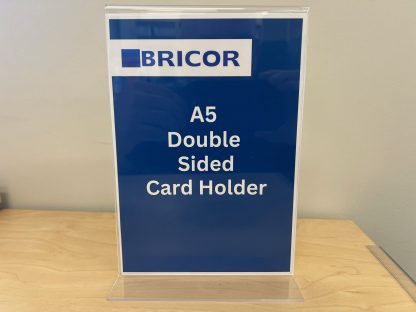 BRICOR
A5
Double
Sided
Card Holder